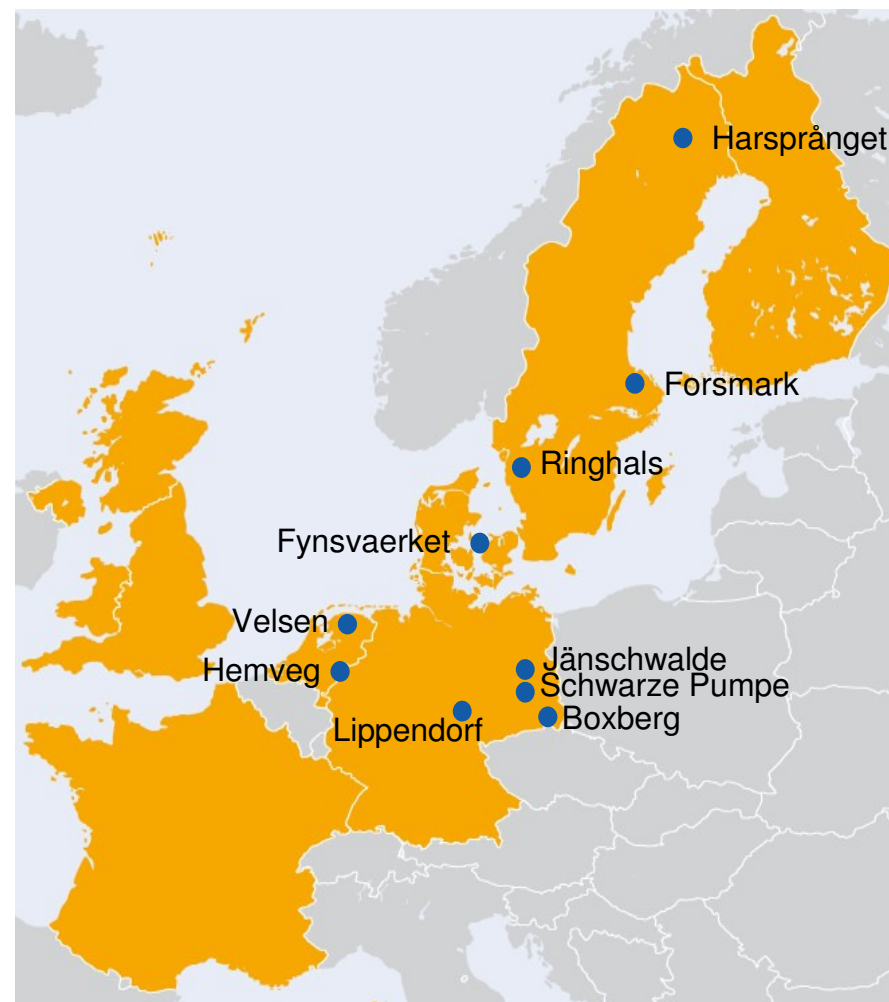 Harsprånget
Forsmark
Ringhals
Fynsvaerket
Velsen
Hemveg
Jänschwalde
Schwarze Pumpe
Boxberg
Lippendorf